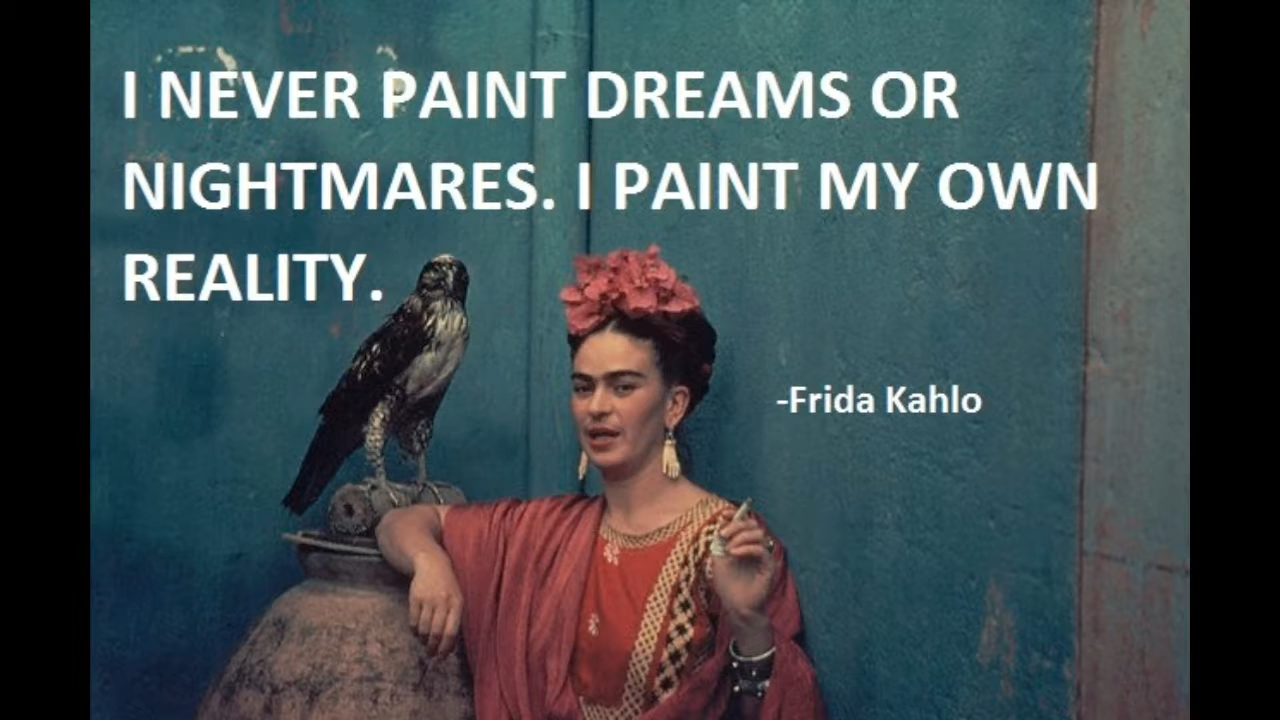 I NEVER PAINT DREAMS OR
NIGHTMARES. I PAINT MY OWN
REALITY.
-Frida Kahlo